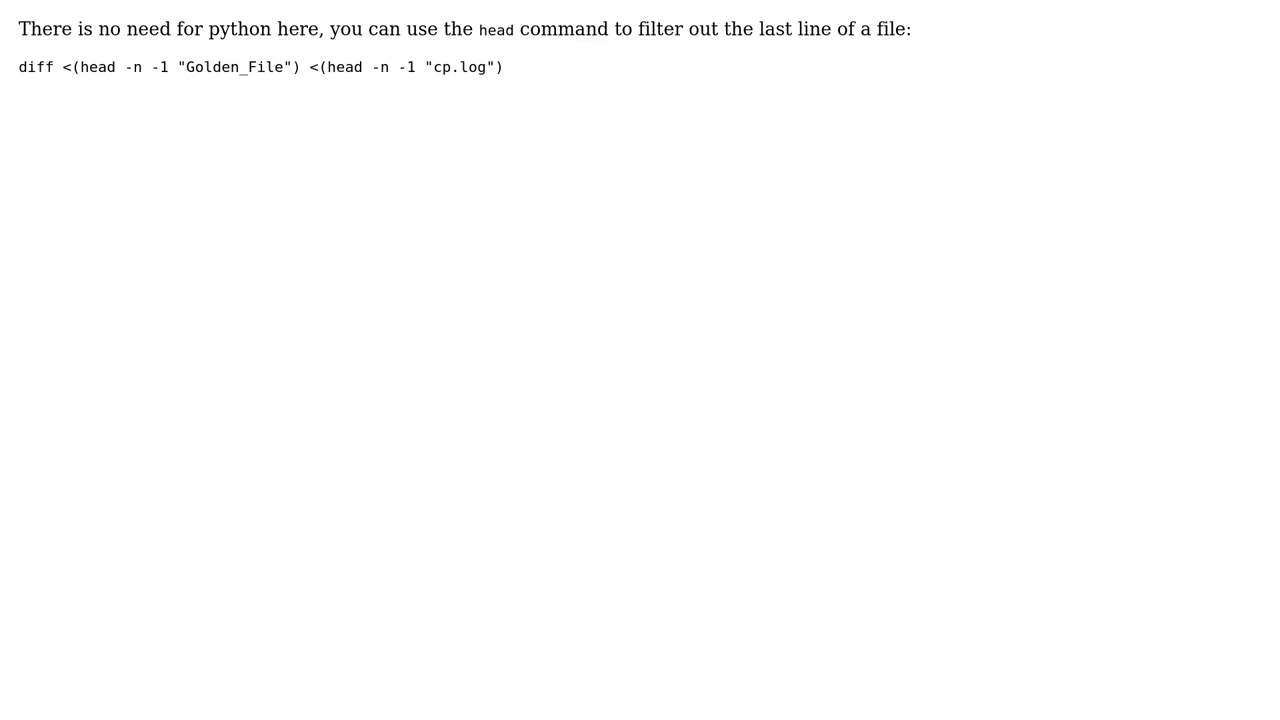 There is no need for python here, you can use the head command to filter out the last line of a file:
diff <(head -n -1 "Golden_File") <(head -n -1 "cp.log")